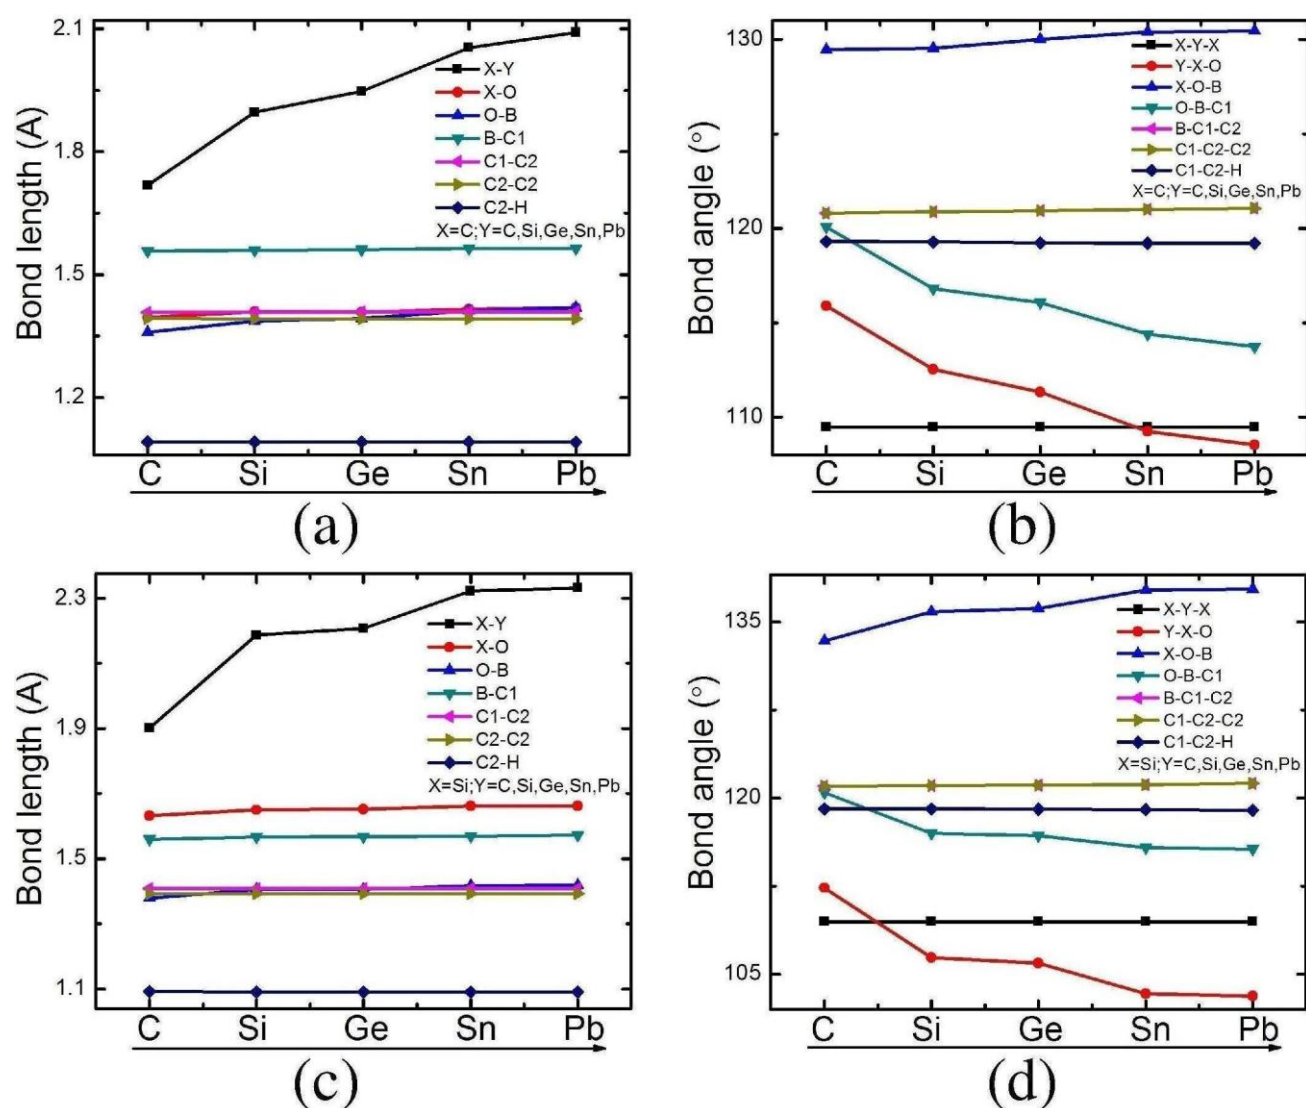 2.1
1.8
1.5
1.2
Bond length (A)
X-Y
X-O
O-B
B-C1
C1-C2
C2-C2
C2-H
X=C;Y=C,Si,Ge,Sn,Pb
C Si Ge Sn Pb
(a)
130
120
110
Bond angle (°)
X-Y-X
Y-X-O
X-O-B
O-B-C1
B-C1-C2
C1-C2-C2
C1-C2-H
X=C;Y=C,Si,Ge,Sn,Pb
C Si Ge Sn Pb
(b)
2.3
1.9
1.5
1.1
Bond length (A)
X-Y
X-O
O-B
B-C1
C1-C2
C2-C2
C2-H
X=Si;Y=C,Si,Ge,Sn,Pb
C Si Ge Sn Pb
(c)
135
120
105
Bond angle (°)
X-Y-X
Y-X-O
X-O-B
O-B-C1
B-C1-C2
C1-C2-C2
C1-C2-H
X=Si;Y=C,Si,Ge,Sn,Pb
C Si Ge Sn Pb
(d)